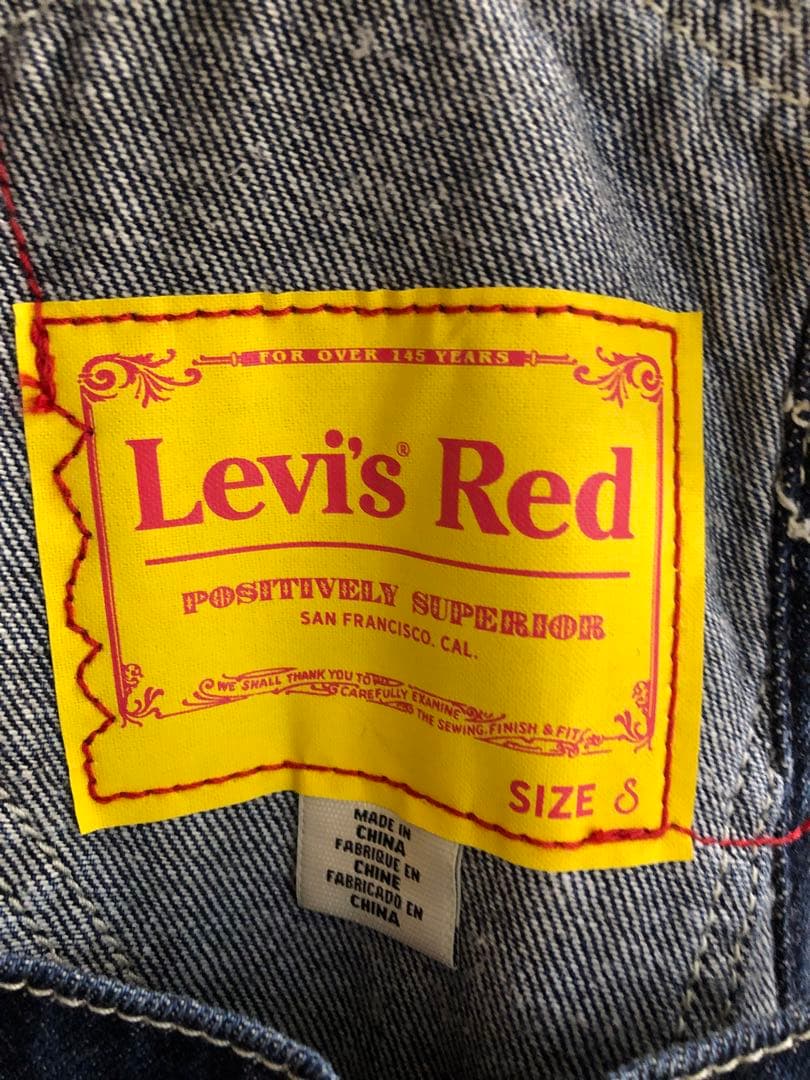 FOR OVER 145 YEARS
Levi's® Red
POSITIVELY SUPERIOR
SAN FRANCISCO. CAL.
WE SHALL THANK YOU TO
CAREFULLY EXAMINE
THE SEWING, FINISH & FIT
SIZE S
MADE IN
CHINA
FABRIQUE EN
CHINE
FABRICADO EN
CHINA